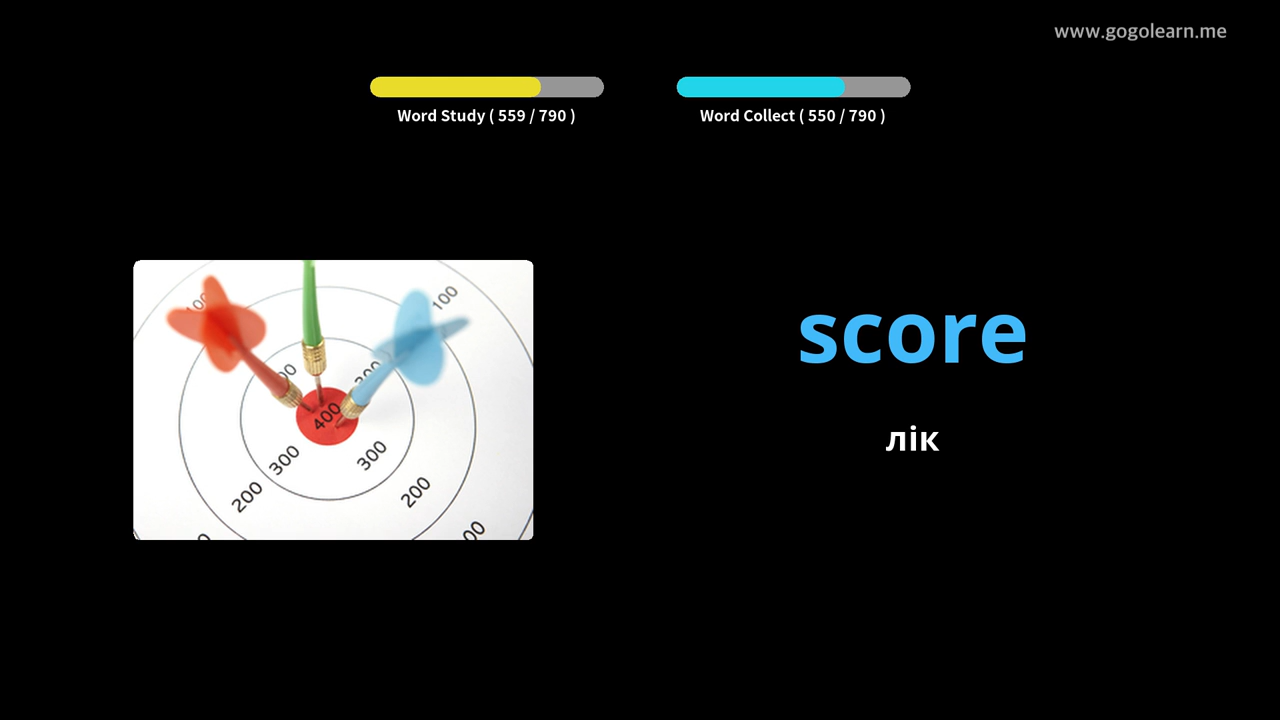 www.gogolearn.me
Word Study ( 559 / 790 )
Word Collect ( 550 / 790 )
score
лік
100
100
400
300
300
200
200